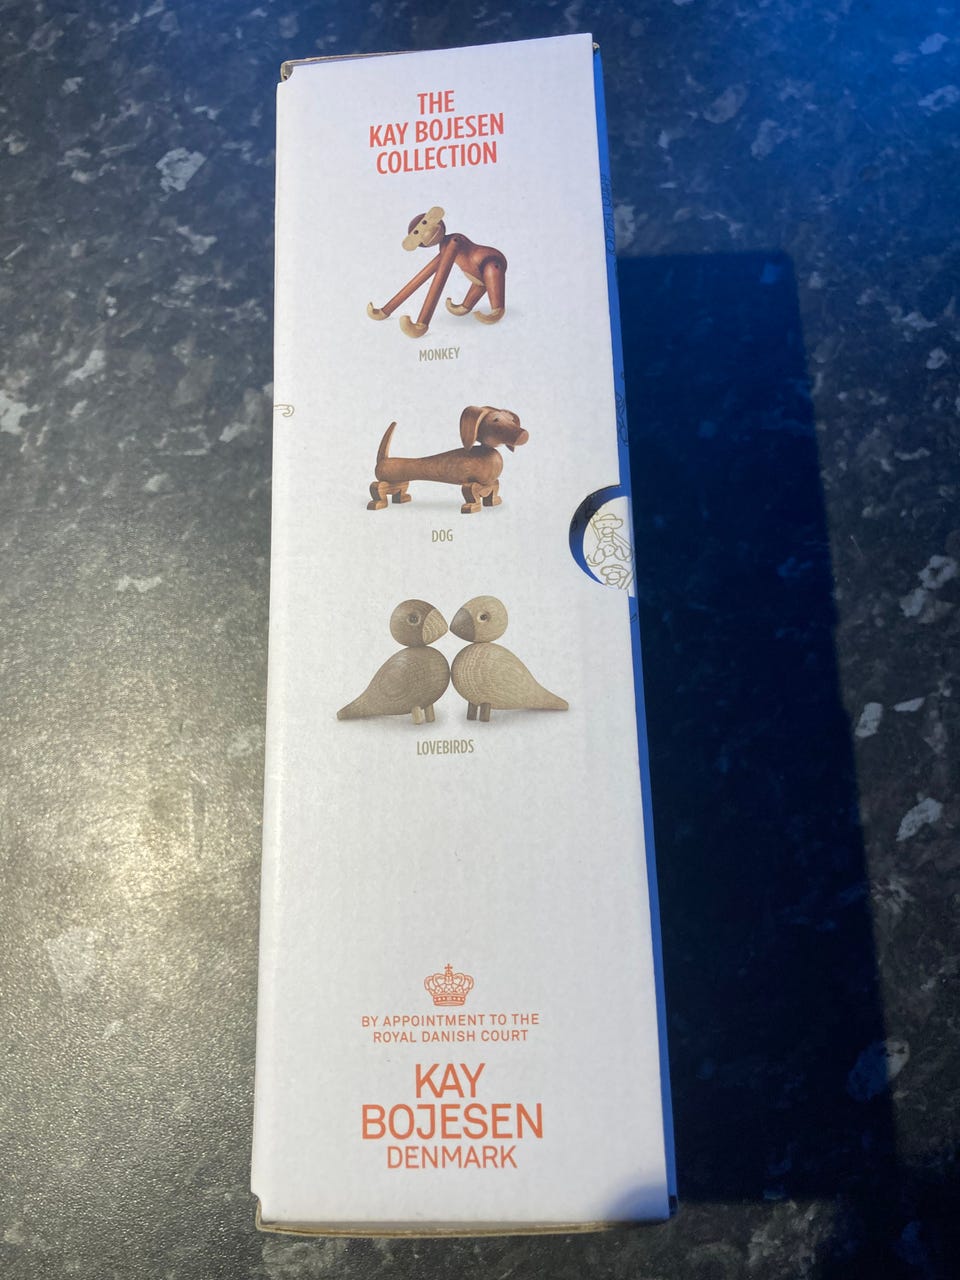 THE
KAY BOJESEN
COLLECTION
MONKEY
DOG
LOVEBIRDS
BY APPOINTMENT TO THE
ROYAL DANISH COURT
KAY
BOJESEN
DENMARK